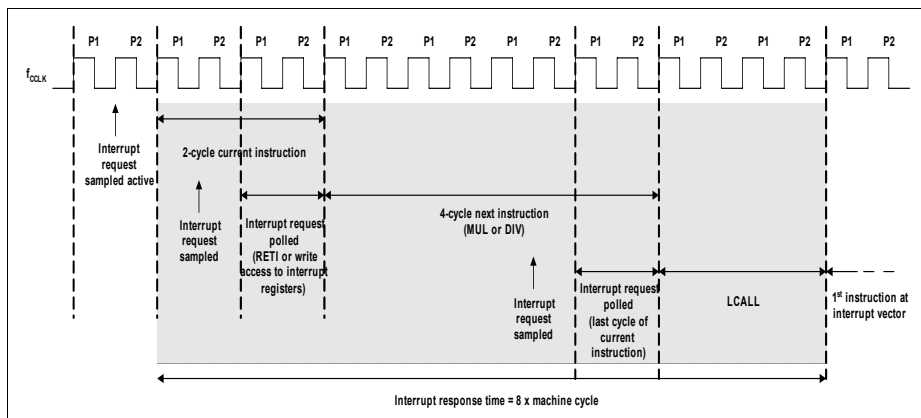 P1 P2 P1 P2 P1 P2 P1 P2 P1 P2 P1 P2 P1 P2 P1 P2 P1 P2 P1 P2
fCCLK
Interrupt
request
sampled active
2-cycle current instruction
Interrupt
request
sampled
Interrupt request
polled
(RETI or write
access to interrupt
registers)
4-cycle next instruction
(MUL or DIV)
Interrupt
request
sampled
Interrupt request
polled
(last cycle of
current
instruction)
LCALL
1st instruction at
interrupt vector
Interrupt response time = 8 x machine cycle